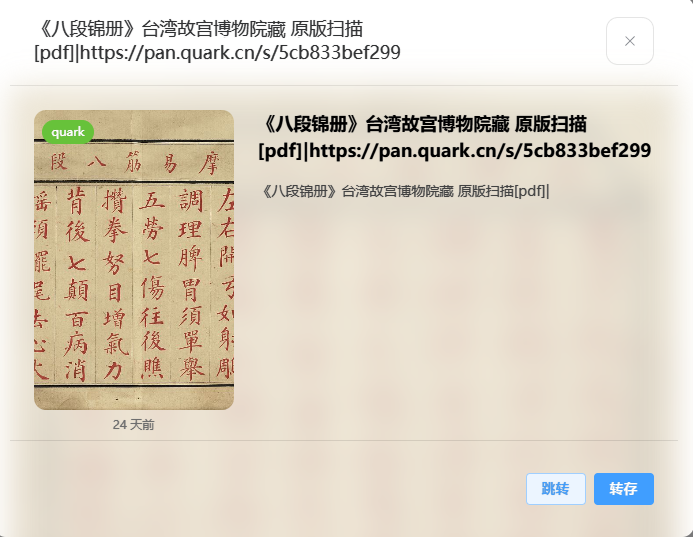 《八段锦册》台湾故宫博物院藏 原版扫描
[pdf]|https://pan.quark.cn/s/5cb833bef299
quark
摩易筋八段
左右開弓如射雕
調理脾胃須單舉
五勞七傷往後瞧
攢拳努目增氣力
背後七顛百病消
搖頭擺尾去心火
24 天前
《八段锦册》台湾故宫博物院藏 原版扫描
[pdf]|https://pan.quark.cn/s/5cb833bef299
《八段锦册》台湾故宫博物院藏 原版扫描[pdf]|
跳转
转存